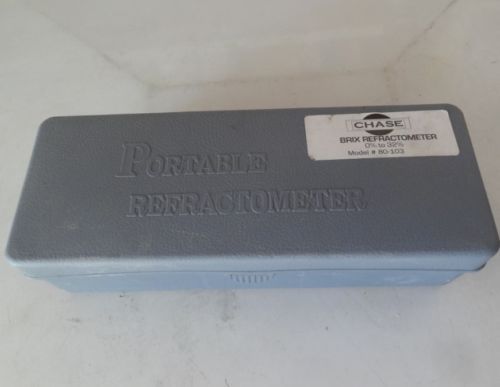 PORTABLE
REFRACTOMETER
CHASE
BRIX REFRACTOMETER
0% to 32%
Model # 80-103